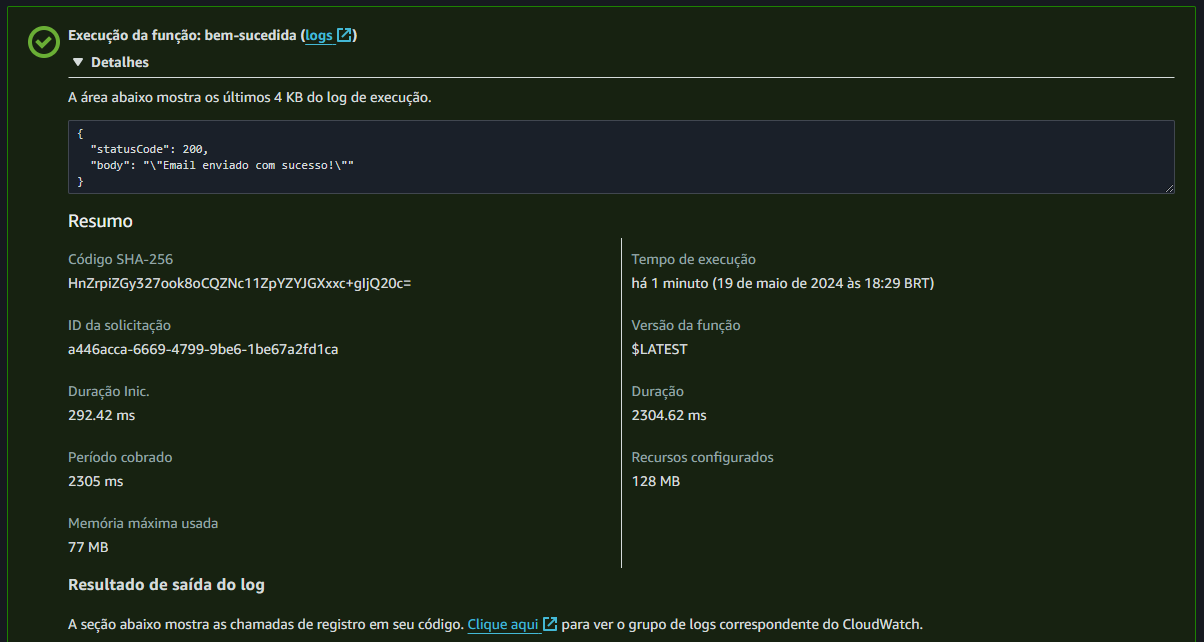 Execução da função: bem-sucedida (logs)
Detalhes
A área abaixo mostra os últimos 4 KB do log de execução.
{
  "statusCode": 200,
  "body": "\"Email enviado com sucesso!\""
}
Resumo
Código SHA-256
HnZrpiZGy327ook8oCQZNc11ZpYZYJGXxxc+gIjQ20c=
Tempo de execução
há 1 minuto (19 de maio de 2024 às 18:29 BRT)
ID da solicitação
a446acca-6669-4799-9be6-1be67a2fd1ca
Versão da função
$LATEST
Duração Inic.
292.42 ms
Duração
2304.62 ms
Período cobrado
2305 ms
Recursos configurados
128 MB
Memória máxima usada
77 MB
Resultado de saída do log
A seção abaixo mostra as chamadas de registro em seu código. Clique aqui para ver o grupo de logs correspondente do CloudWatch.